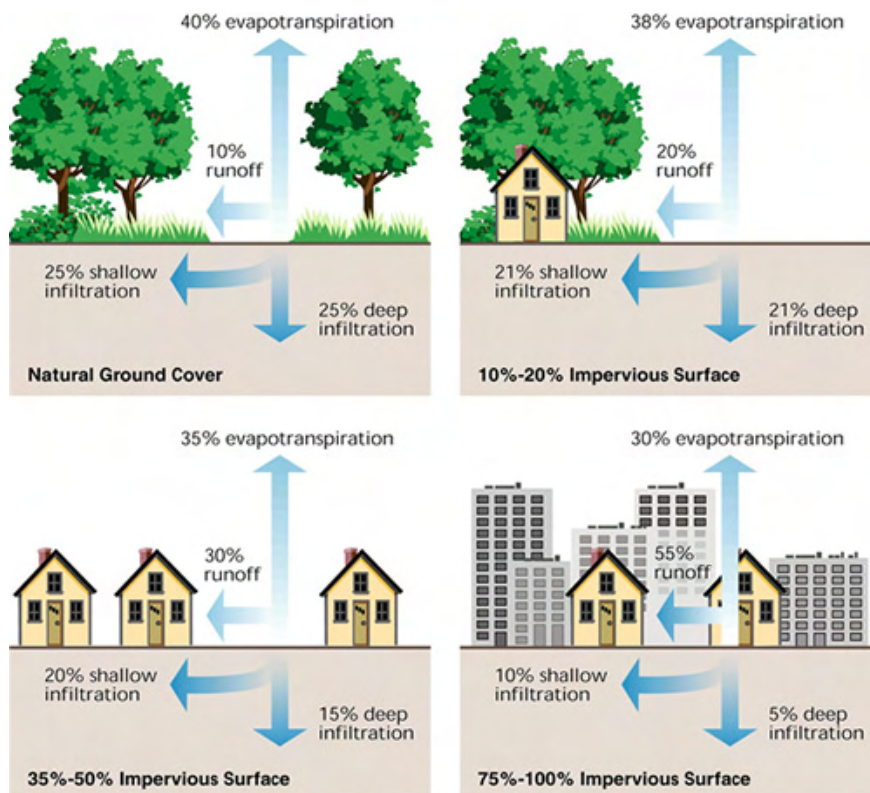 40% evapotranspiration
10%
runoff
25% shallow
infiltration
25% deep
infiltration
Natural Ground Cover
38% evapotranspiration
20%
runoff
21% shallow
infiltration
21% deep
infiltration
10%-20% Impervious Surface
35% evapotranspiration
30%
runoff
20% shallow
infiltration
15% deep
infiltration
35%-50% Impervious Surface
30% evapotranspiration
55%
runoff
10% shallow
infiltration
5% deep
infiltration
75%-100% Impervious Surface